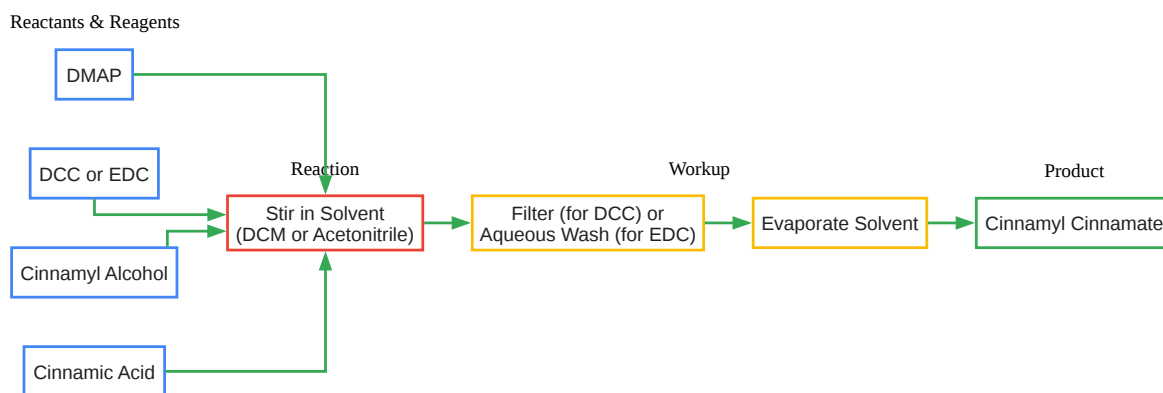 Reactants & Reagents
DMAP
DCC or EDC
Cinnamyl Alcohol
Cinnamic Acid
Reaction
Stir in Solvent
(DCM or Acetonitrile)
Workup
Filter (for DCC) or
Aqueous Wash (for EDC)
Evaporate Solvent
Product
Cinnamyl Cinnamate